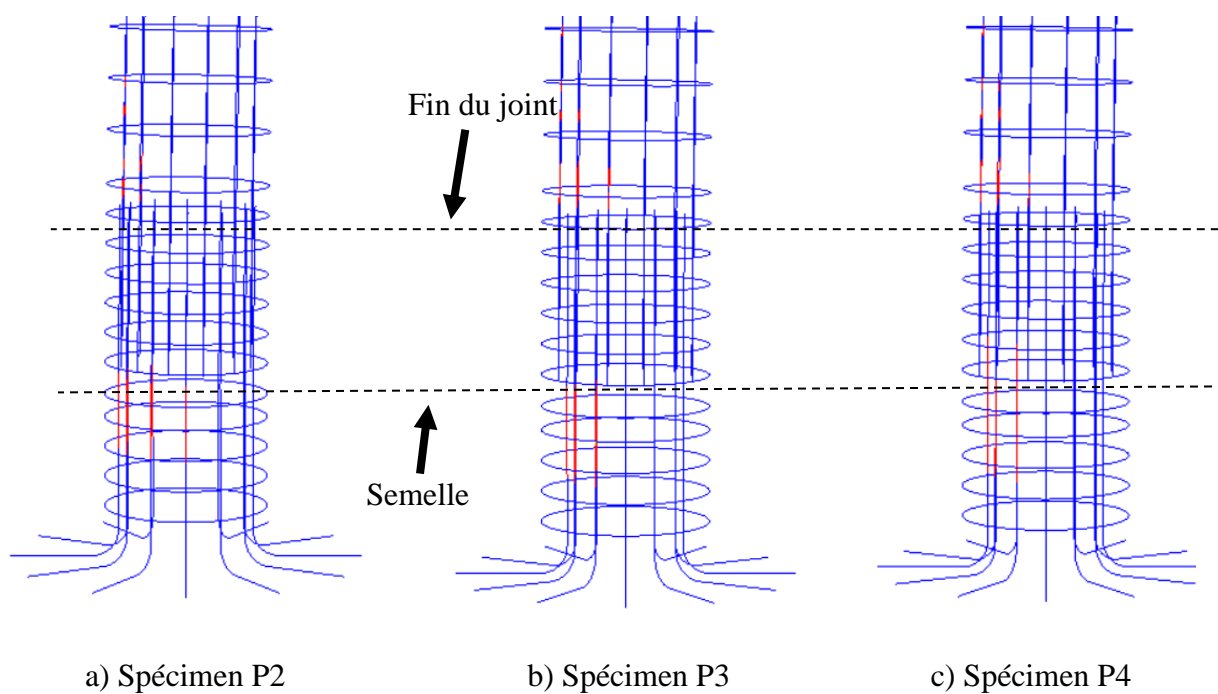 Fin du joint
Semelle
a) Spécimen P2
b) Spécimen P3
c) Spécimen P4